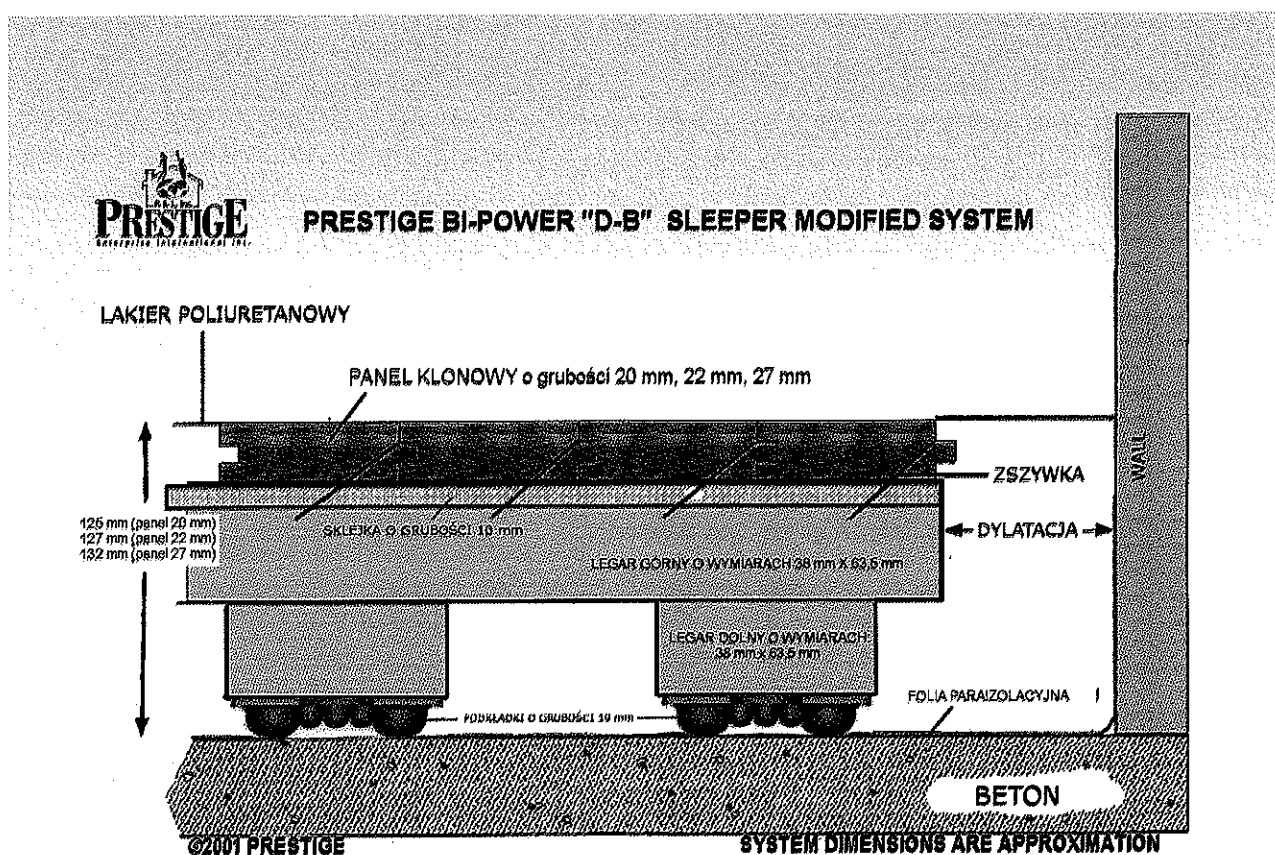 P.E.I., Inc.
PRESTIGE
Enterprise International Inc.
PRESTIGE BI-POWER "D-B" SLEEPER MODIFIED SYSTEM
LAKIER POLIURETANOWY
PANEL KLONOWY o grubości 20 mm, 22 mm, 27 mm
WALL
ZSZYWKA
125 mm (panel 20 mm)
127 mm (panel 22 mm)
132 mm (panel 27 mm)
SKLEJKA O GRUBOŚCI 10 mm
DYLATACJA
LEGAR GÓRNY O WYMIARACH 38 mm X 63,5 mm
LEGAR DOLNY O WYMIARACH
38 mm x 63,5 mm
FOLIA PARAIZOLACYJNA
PODKŁADKI O GRUBOŚCI 19 mm
BETON
©2001 PRESTIGE
SYSTEM DIMENSIONS ARE APPROXIMATION